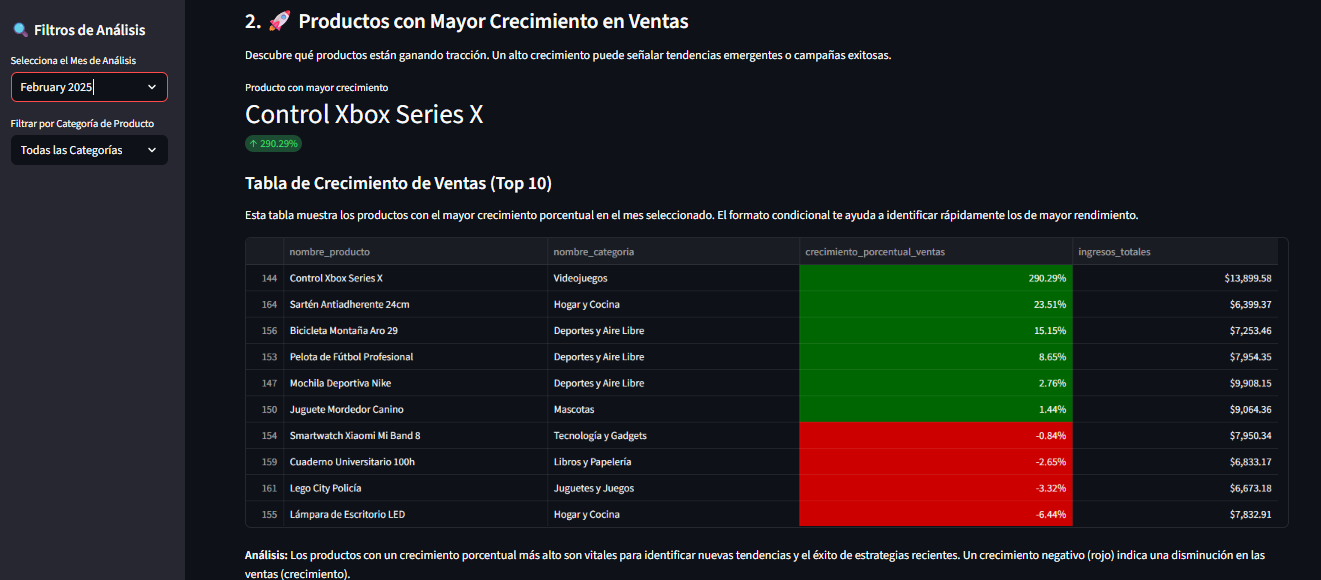 🔍 Filtros de Análisis
Selecciona el Mes de Análisis
February 2025
Filtrar por Categoría de Producto
Todas las Categorías
2. 🚀 Productos con Mayor Crecimiento en Ventas
Descubre qué productos están ganando tracción. Un alto crecimiento puede señalar tendencias emergentes o campañas exitosas.
Producto con mayor crecimiento
Control Xbox Series X
↑ 290.29%
Tabla de Crecimiento de Ventas (Top 10)
Esta tabla muestra los productos con el mayor crecimiento porcentual en el mes seleccionado. El formato condicional te ayuda a identificar rápidamente los de mayor rendimiento.
nombre_producto nombre_categoria crecimiento_porcentual_ventas ingresos_totales
144 Control Xbox Series X Videojuegos 290.29% $13,899.58
164 Sartén Antiadherente 24cm Hogar y Cocina 23.51% $6,399.37
156 Bicicleta Montaña Aro 29 Deportes y Aire Libre 15.15% $7,253.46
153 Pelota de Fútbol Profesional Deportes y Aire Libre 8.65% $7,954.35
147 Mochila Deportiva Nike Deportes y Aire Libre 2.76% $9,908.15
150 Juguete Mordedor Canino Mascotas 1.44% $9,064.36
154 Smartwatch Xiaomi Mi Band 8 Tecnología y Gadgets -0.84% $7,950.34
159 Cuaderno Universitario 100h Libros y Papelería -2.65% $6,833.17
161 Lego City Policía Juguetes y Juegos -3.32% $6,673.18
155 Lámpara de Escritorio LED Hogar y Cocina -6.44% $7,832.91
Análisis: Los productos con un crecimiento porcentual más alto son vitales para identificar nuevas tendencias y el éxito de estrategias recientes. Un crecimiento negativo (rojo) indica una disminución en las
ventas (crecimiento).